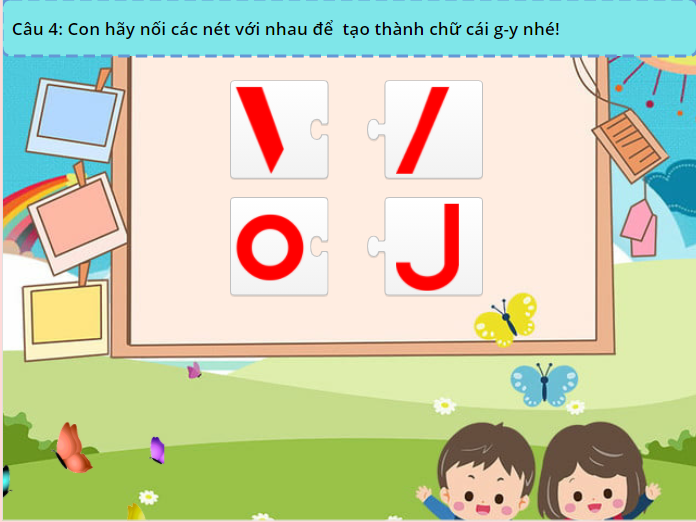 Câu 4: Con hãy nối các nét với nhau để tạo thành chữ cái g-y nhé!